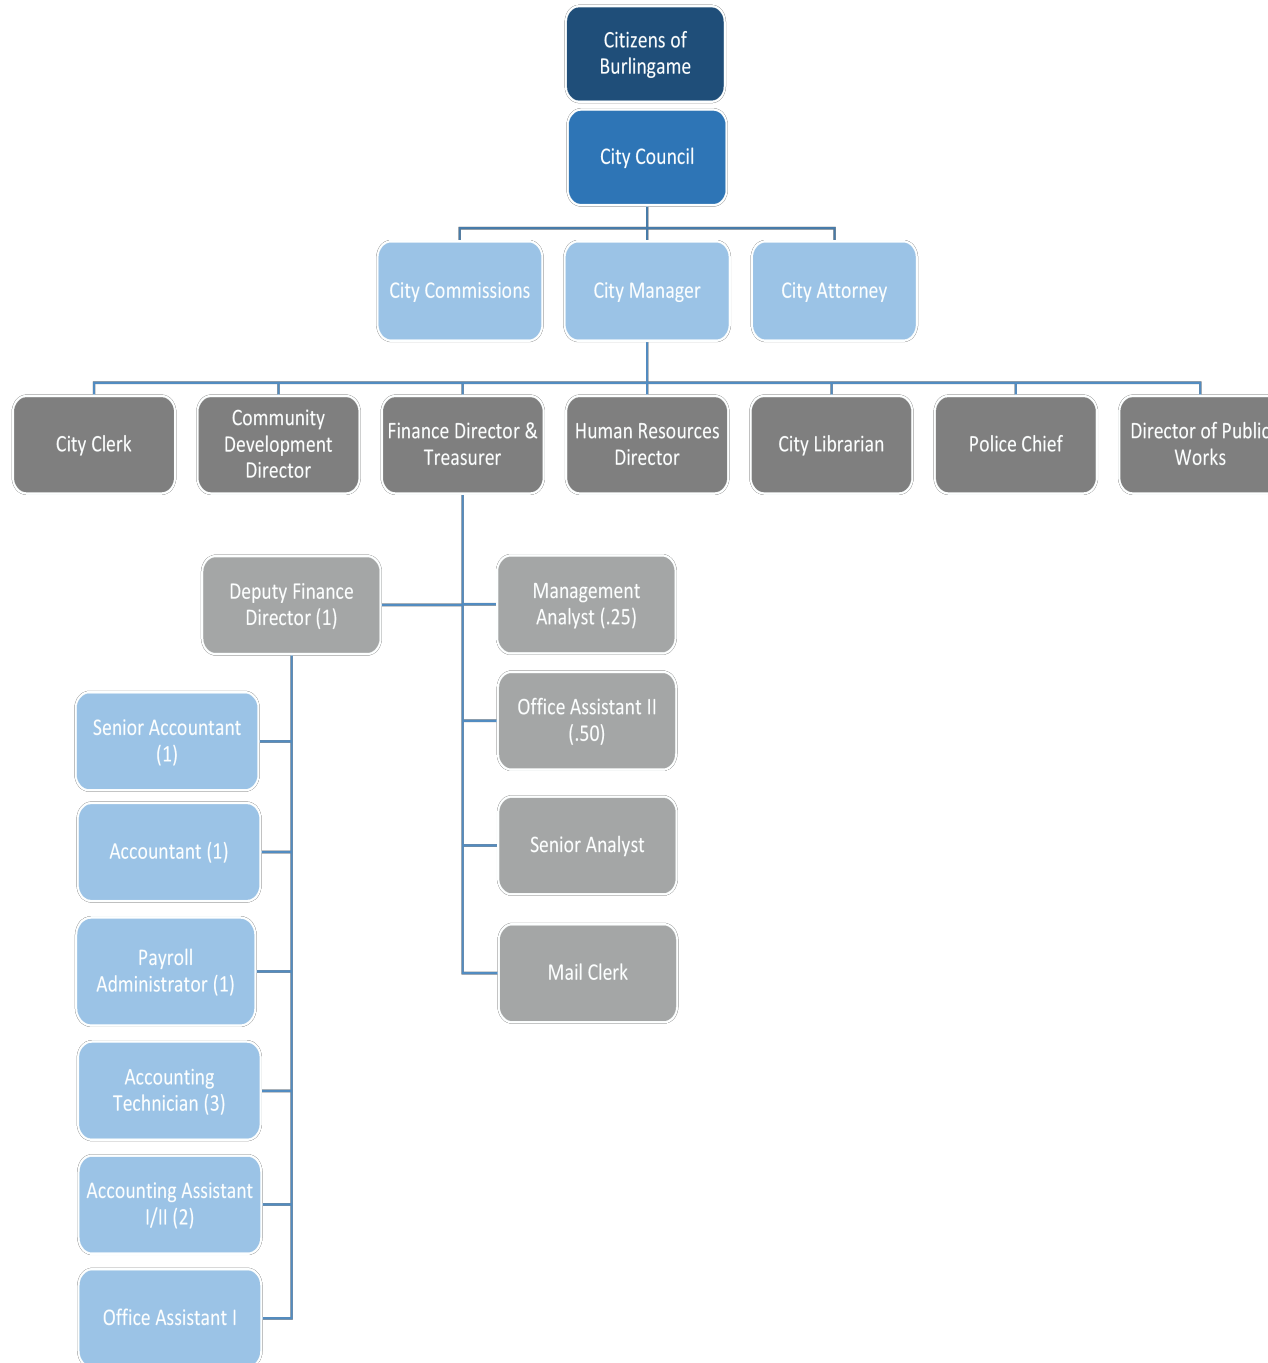 Citizens of
Burlingame
City Council
City Commissions
City Manager
City Attorney
City Clerk
Community
Development
Director
Finance Director &
Treasurer
Human Resources
Director
City Librarian
Police Chief
Director of Public
Works
Deputy Finance
Director (1)
Management
Analyst (.25)
Office Assistant II
(.50)
Senior Analyst
Mail Clerk
Senior Accountant
(1)
Accountant (1)
Payroll
Administrator (1)
Accounting
Technician (3)
Accounting Assistant
I/II (2)
Office Assistant I